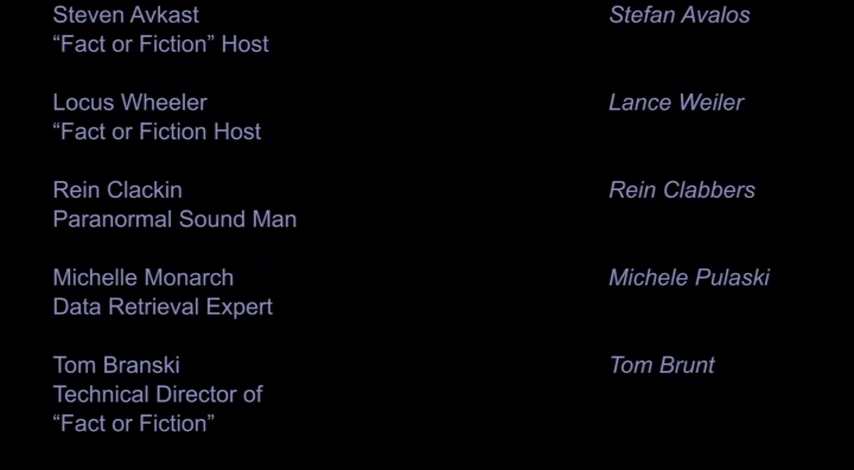 Steven Avkast Stefan Avalos
“Fact or Fiction” Host
Locus Wheeler Lance Weiler
“Fact or Fiction Host
Rein Clackin Rein Clabbers
Paranormal Sound Man
Michelle Monarch Michele Pulaski
Data Retrieval Expert
Tom Branski Tom Brunt
Technical Director of
“Fact or Fiction”